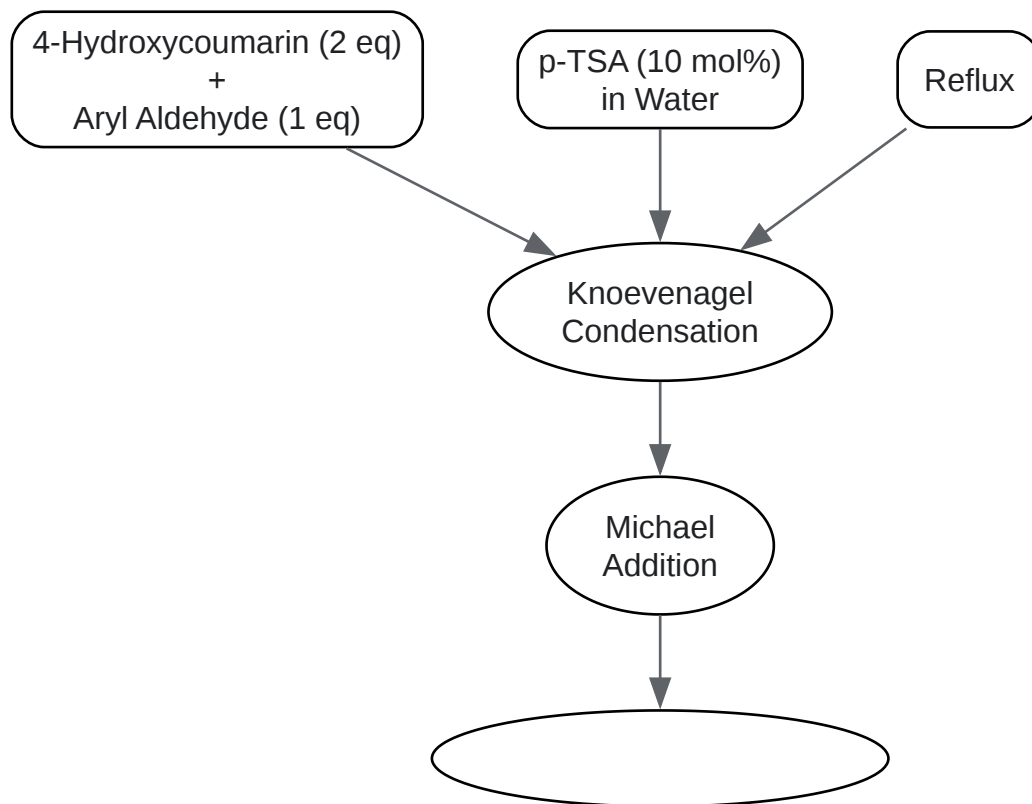 4-Hydroxycoumarin (2 eq)
+
Aryl Aldehyde (1 eq)
p-TSA (10 mol%)
in Water
Reflux
Knoevenagel
Condensation
Michael
Addition